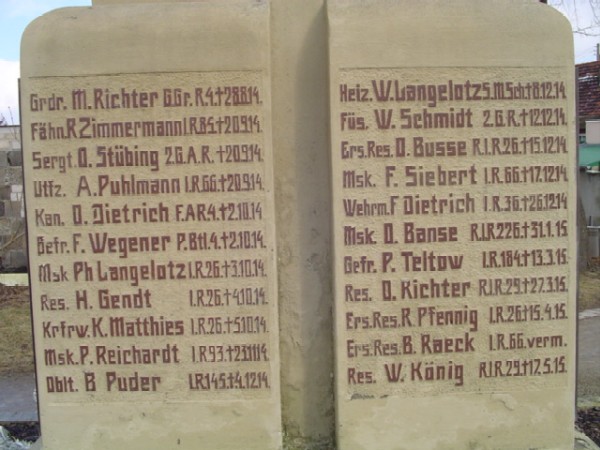 Grdr. M. Richter G.Gr.R.4.†28.8.14.
Fähn. R Zimmermann I.R.85.†20.9.14.
Sergt. O. Stübing 2.G.A.R. †20.9.14.
Utfz. A. Puhlmann I.R.66.†20.9.14.
Kan. O. Dietrich F.A.R.4.†2.10.14.
Gefr. F. Wegener P.Btl.4.†2.10.14.
Msk Ph Langelotz I.R.26.†3.10.14.
Res. H. Gendt I.R.26.†4.10.14.
Krfrw. K. Matthies I.R.26.†5.10.14.
Msk. P. Reichardt I.R.93.†23.11.14
Oblt. B Puder I.R.145.†4.12.14.
Heiz. W. Langelotz S.M.Sch.†8.12.14.
Füs. W. Schmidt 2.G.R.†12.12.14.
Ers.Res. O. Busse R.I.R.26.†15.12.14.
Msk. F. Siebert I.R.66.†17.12.14.
Wehrm. F Dietrich I.R.36.†26.12.14
Msk. O. Banse R.I.R.226.†31.1.15.
Gefr. P. Teltow I.R.184.†13.3.15.
Res. O. Richter R.I.R.29.†27.3.15.
Ers.Res. R. Pfennig I.R.26.†15.4.15.
Ers.Res. B. Raeck I.R.66.verm.
Res. W. König R.I.R.29.†17.5.15.